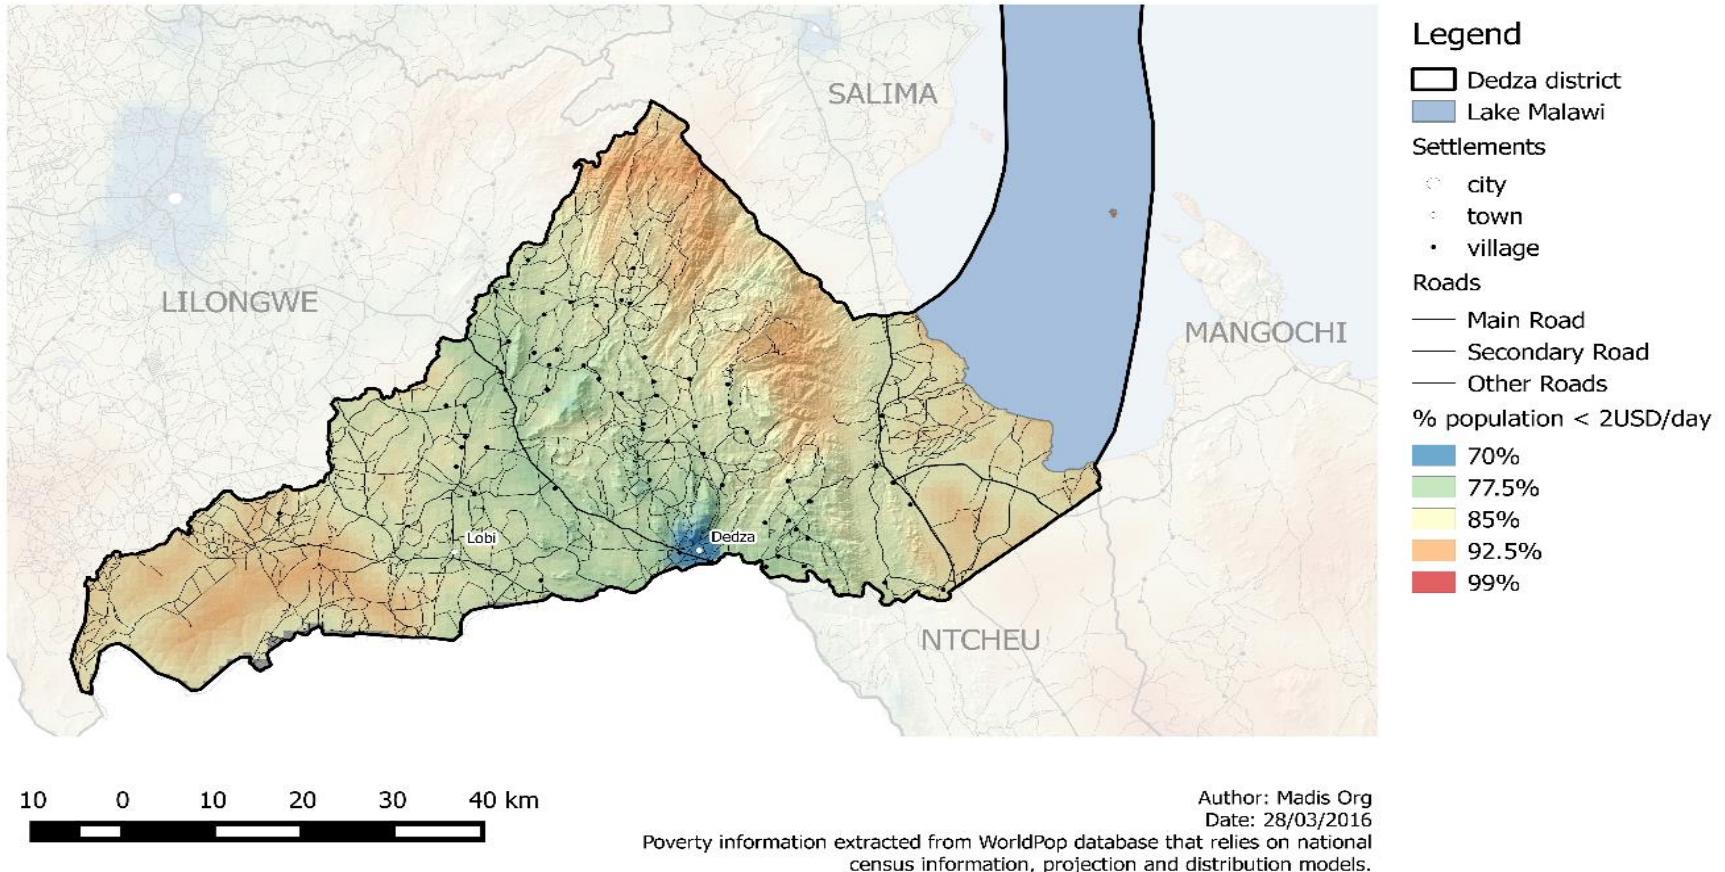 SALIMA
LILONGWE
MANGOCHI
Lobi
Dedza
NTCHEU
Legend
Dedza district
Lake Malawi
Settlements
city
town
village
Roads
Main Road
Secondary Road
Other Roads
% population < 2USD/day
70%
77.5%
85%
92.5%
99%
10 0 10 20 30 40 km
Author: Madis Org
Date: 28/03/2016
Poverty information extracted from WorldPop database that relies on national
census information, projection and distribution models.